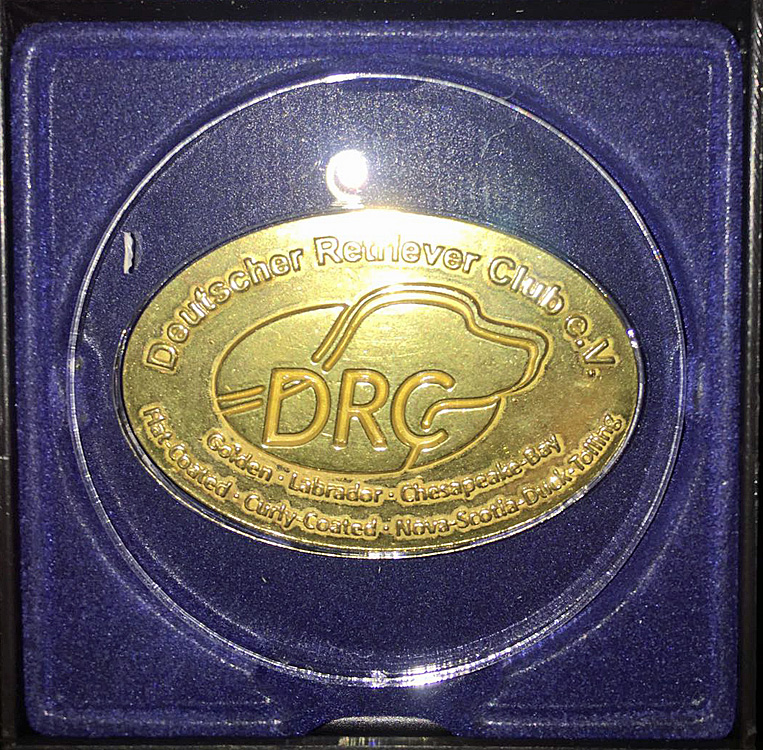 Deutscher Retriever Club e.V.
DRC
Golden · Labrador · Chesapeake-Bay
Flat-Coated · Curly-Coated · Nova-Scotia-Duck-Tolling